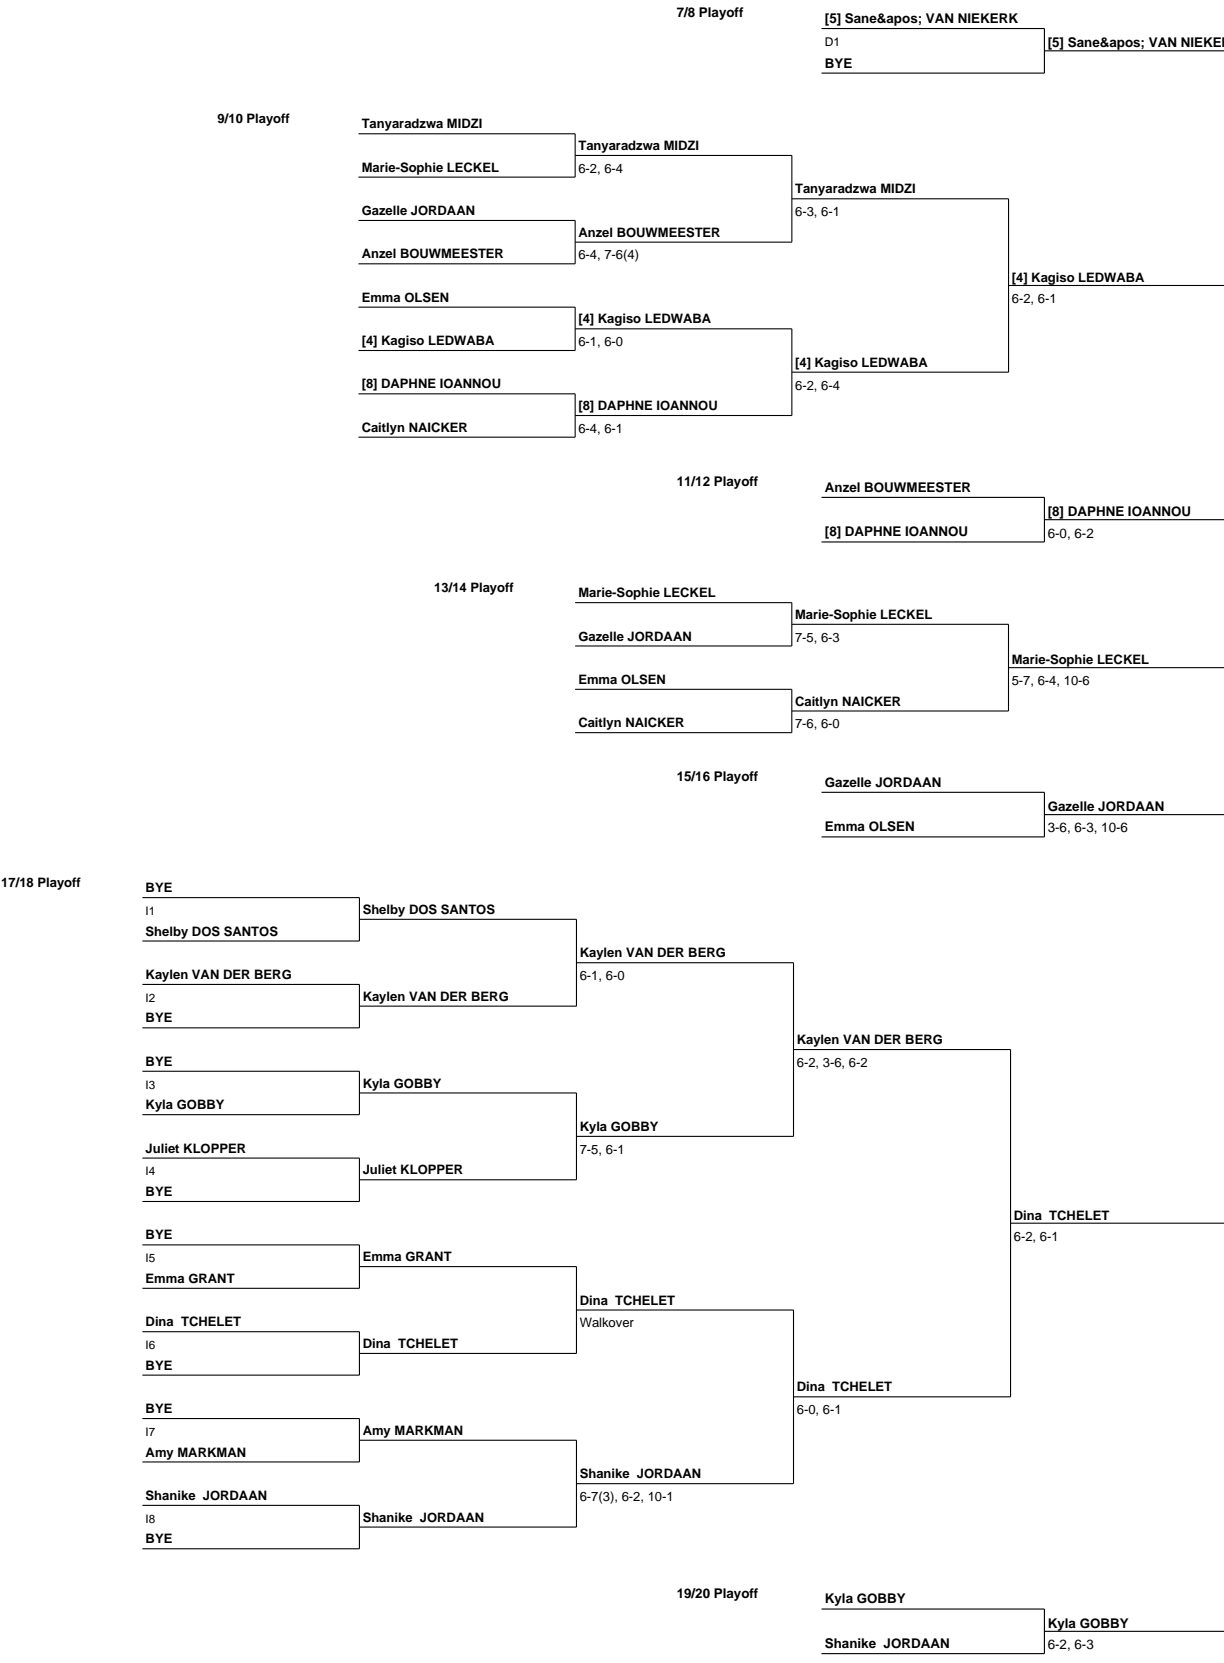 7/8 Playoff
[5] Sane&apos; VAN NIEKERK
D1
[5] Sane&apos; VAN NIEKE
BYE
9/10 Playoff
Tanyaradzwa MIDZI
Tanyaradzwa MIDZI
Marie-Sophie LECKEL
6-2, 6-4
Tanyaradzwa MIDZI
Gazelle JORDAAN
6-3, 6-1
Anzel BOUWMEESTER
Anzel BOUWMEESTER
6-4, 7-6(4)
[4] Kagiso LEDWABA
Emma OLSEN
6-2, 6-1
[4] Kagiso LEDWABA
[4] Kagiso LEDWABA
6-1, 6-0
[4] Kagiso LEDWABA
[8] DAPHNE IOANNOU
6-2, 6-4
[8] DAPHNE IOANNOU
Caitlyn NAICKER
6-4, 6-1
11/12 Playoff
Anzel BOUWMEESTER
[8] DAPHNE IOANNOU
[8] DAPHNE IOANNOU
6-0, 6-2
13/14 Playoff
Marie-Sophie LECKEL
Marie-Sophie LECKEL
Gazelle JORDAAN
7-5, 6-3
Marie-Sophie LECKEL
Emma OLSEN
5-7, 6-4, 10-6
Caitlyn NAICKER
Caitlyn NAICKER
7-6, 6-0
15/16 Playoff
Gazelle JORDAAN
Gazelle JORDAAN
Emma OLSEN
3-6, 6-3, 10-6
17/18 Playoff
BYE
I1
Shelby DOS SANTOS
Shelby DOS SANTOS
Kaylen VAN DER BERG
Kaylen VAN DER BERG
6-1, 6-0
I2
Kaylen VAN DER BERG
BYE
Kaylen VAN DER BERG
BYE
6-2, 3-6, 6-2
I3
Kyla GOBBY
Kyla GOBBY
Kyla GOBBY
Juliet KLOPPER
7-5, 6-1
I4
Juliet KLOPPER
BYE
Dina TCHELET
BYE
6-2, 6-1
I5
Emma GRANT
Emma GRANT
Dina TCHELET
Dina TCHELET
Walkover
I6
Dina TCHELET
BYE
Dina TCHELET
BYE
6-0, 6-1
I7
Amy MARKMAN
Amy MARKMAN
Shanike JORDAAN
Shanike JORDAAN
6-7(3), 6-2, 10-1
I8
Shanike JORDAAN
BYE
19/20 Playoff
Kyla GOBBY
Kyla GOBBY
Shanike JORDAAN
6-2, 6-3